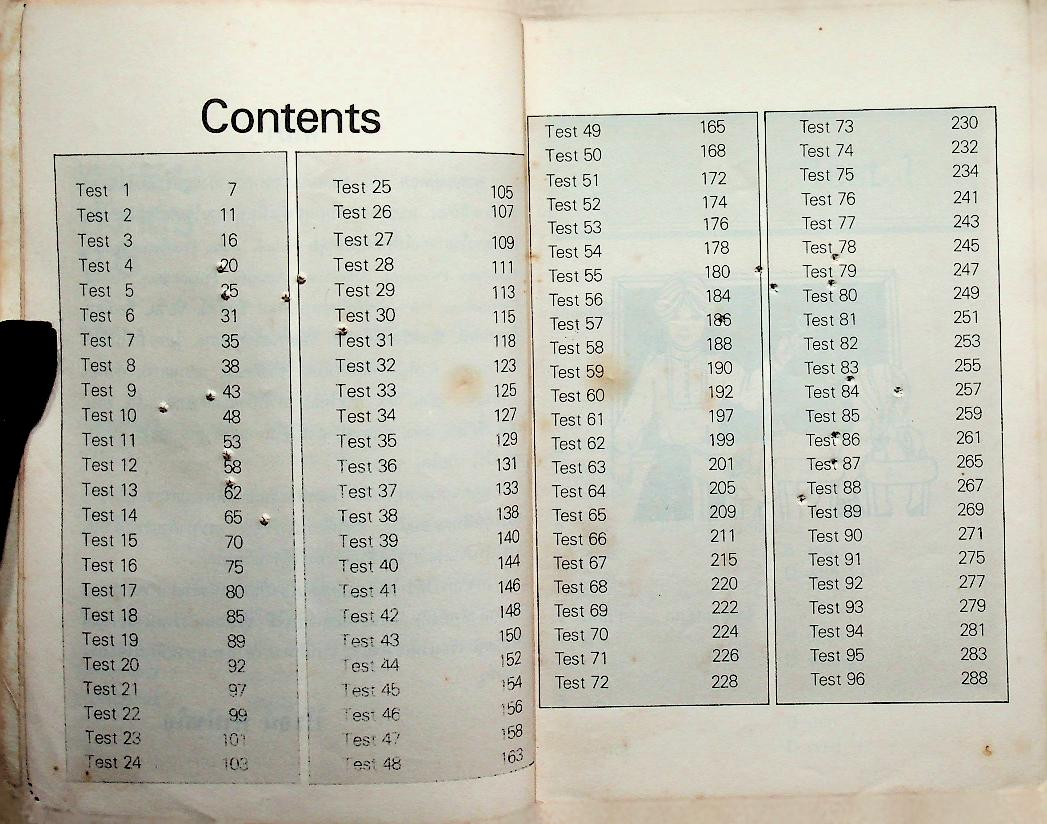 Contents
Test 1 7
Test 2 11
Test 3 16
Test 4 20
Test 5 25
Test 6 31
Test 7 35
Test 8 38
Test 9 43
Test 10 48
Test 11 53
Test 12 58
Test 13 62
Test 14 65
Test 15 70
Test 16 75
Test 17 80
Test 18 85
Test 19 89
Test 20 92
Test 21 97
Test 22 99
Test 23 101
Test 24 103
Test 25 105
Test 26 107
Test 27 109
Test 28 111
Test 29 113
Test 30 115
Test 31 118
Test 32 123
Test 33 125
Test 34 127
Test 35 129
Test 36 131
Test 37 133
Test 38 138
Test 39 140
Test 40 144
Test 41 146
Test 42 148
Test 43 150
Test 44 152
Test 45 154
Test 46 156
Test 47 158
Test 48 163
Test 49 165
Test 50 168
Test 51 172
Test 52 174
Test 53 176
Test 54 178
Test 55 180
Test 56 184
Test 57 186
Test 58 188
Test 59 190
Test 60 192
Test 61 197
Test 62 199
Test 63 201
Test 64 205
Test 65 209
Test 66 211
Test 67 215
Test 68 220
Test 69 222
Test 70 224
Test 71 226
Test 72 228
Test 73 230
Test 74 232
Test 75 234
Test 76 241
Test 77 243
Test 78 245
Test 79 247
Test 80 249
Test 81 251
Test 82 253
Test 83 255
Test 84 257
Test 85 259
Test 86 261
Test 87 265
Test 88 267
Test 89 269
Test 90 271
Test 91 275
Test 92 277
Test 93 279
Test 94 281
Test 95 283
Test 96 288